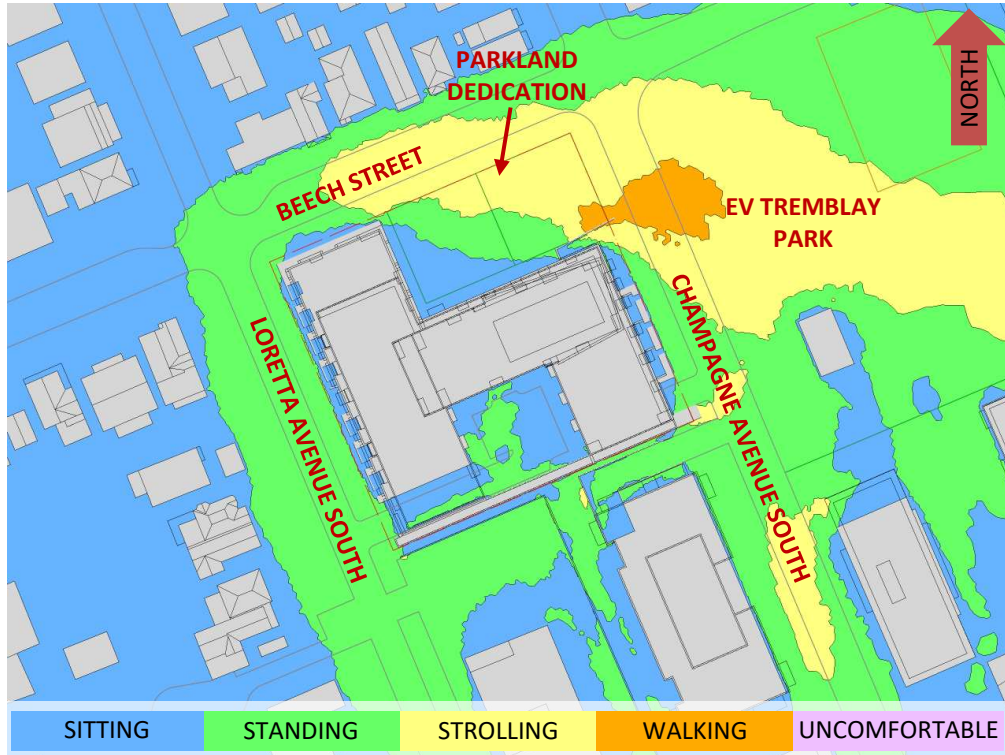 PARKLAND
DEDICATION
NORTH
BEECH STREET
EV TREMBLAY
PARK
LORETTA AVENUE SOUTH
CHAMPAGNE AVENUE SOUTH
SITTING
STANDING
STROLLING
WALKING
UNCOMFORTABLE